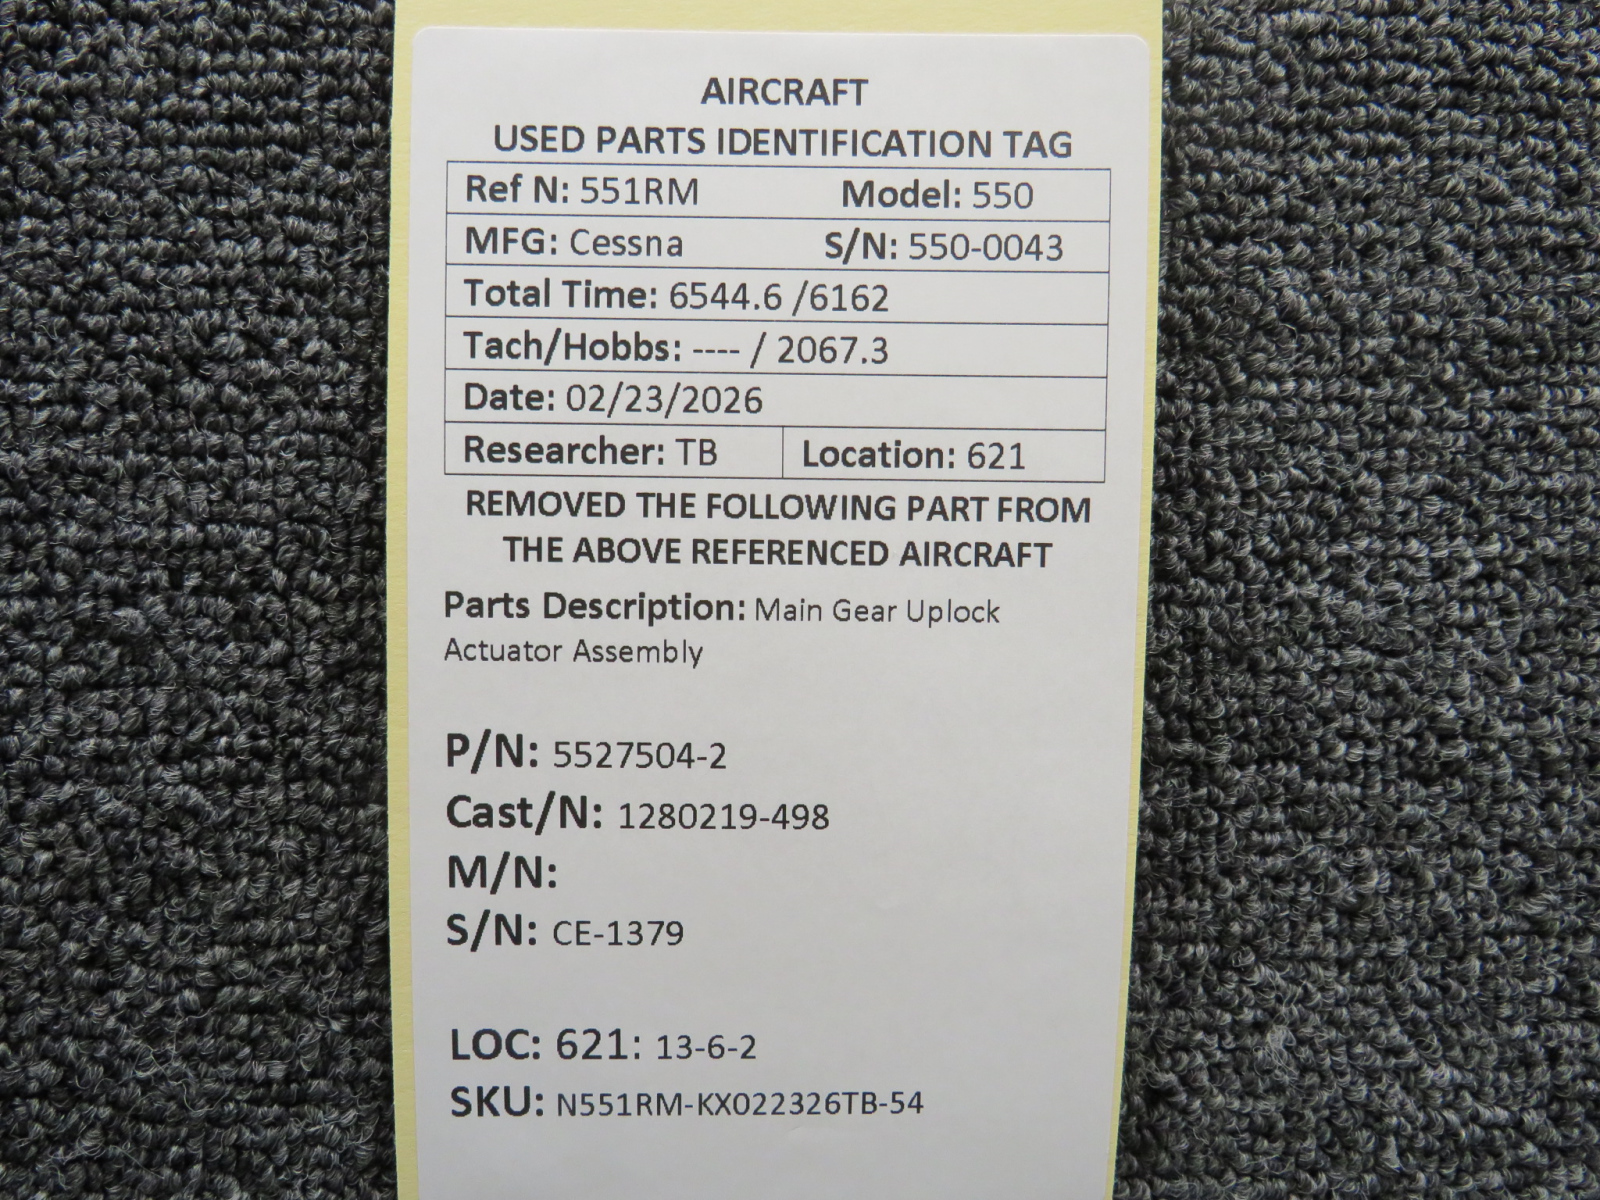 AIRCRAFT
USED PARTS IDENTIFICATION TAG
Ref N: 551RM Model: 550
MFG: Cessna S/N: 550-0043
Total Time: 6544.6 /6162
Tach/Hobbs: ---- / 2067.3
Date: 02/23/2026
Researcher: TB Location: 621
REMOVED THE FOLLOWING PART FROM
THE ABOVE REFERENCED AIRCRAFT
Parts Description: Main Gear Uplock
Actuator Assembly
P/N: 5527504-2
Cast/N: 1280219-498
M/N:
S/N: CE-1379
LOC: 621: 13-6-2
SKU: N551RM-KX022326TB-54